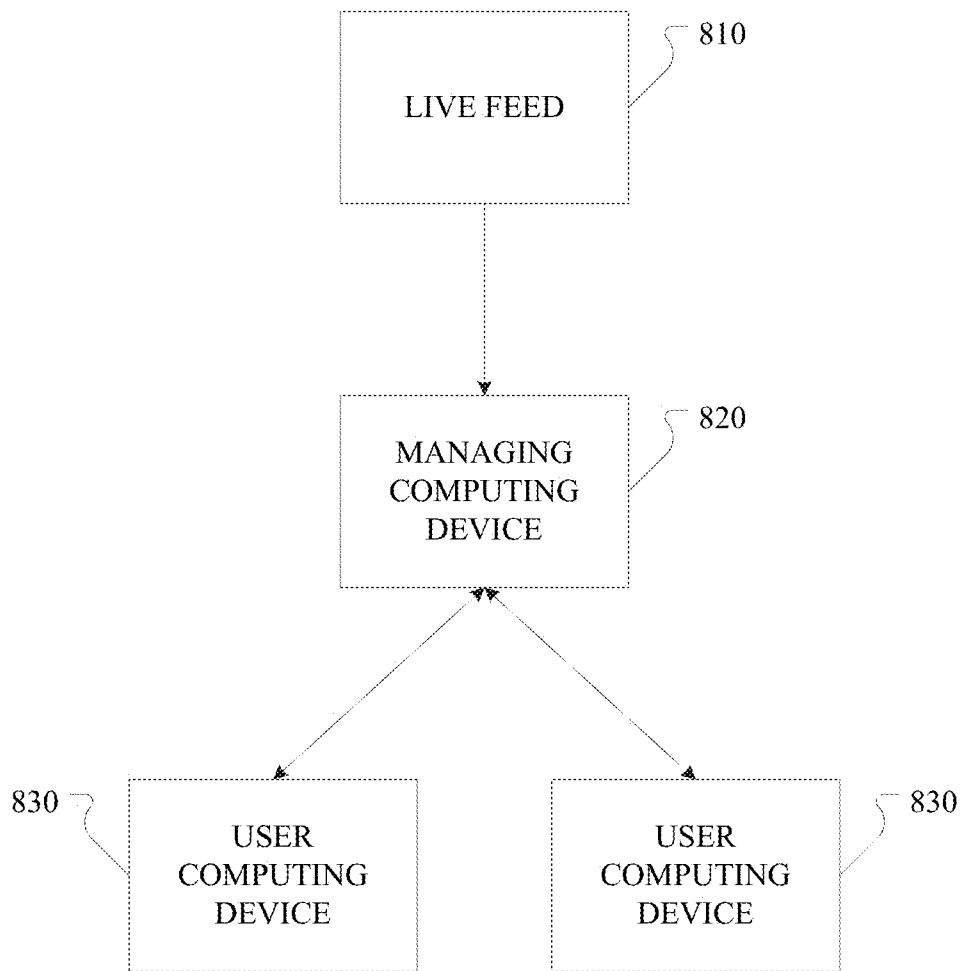 810
LIVE FEED
820
MANAGING
COMPUTING
DEVICE
830
USER
COMPUTING
DEVICE
830
USER
COMPUTING
DEVICE